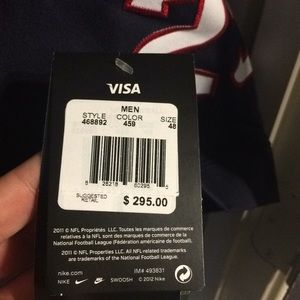 VISA
MEN
STYLE COLOR SIZE
468892 459 48
SUGGESTED
RETAIL $ 295.00
2011 © NFL Propriétés LLC. Toutes les marques de commerce
relatives à la NFL sont des marques de commerce de la
National Football League (Fédération américaine de football).
2011 © NFL Properties LLC. All NFL-related trademarks
are trademarks of the National Football League.
nike.com IM# 493831
NIKE NIKE SWOOSH © 2012 Nike